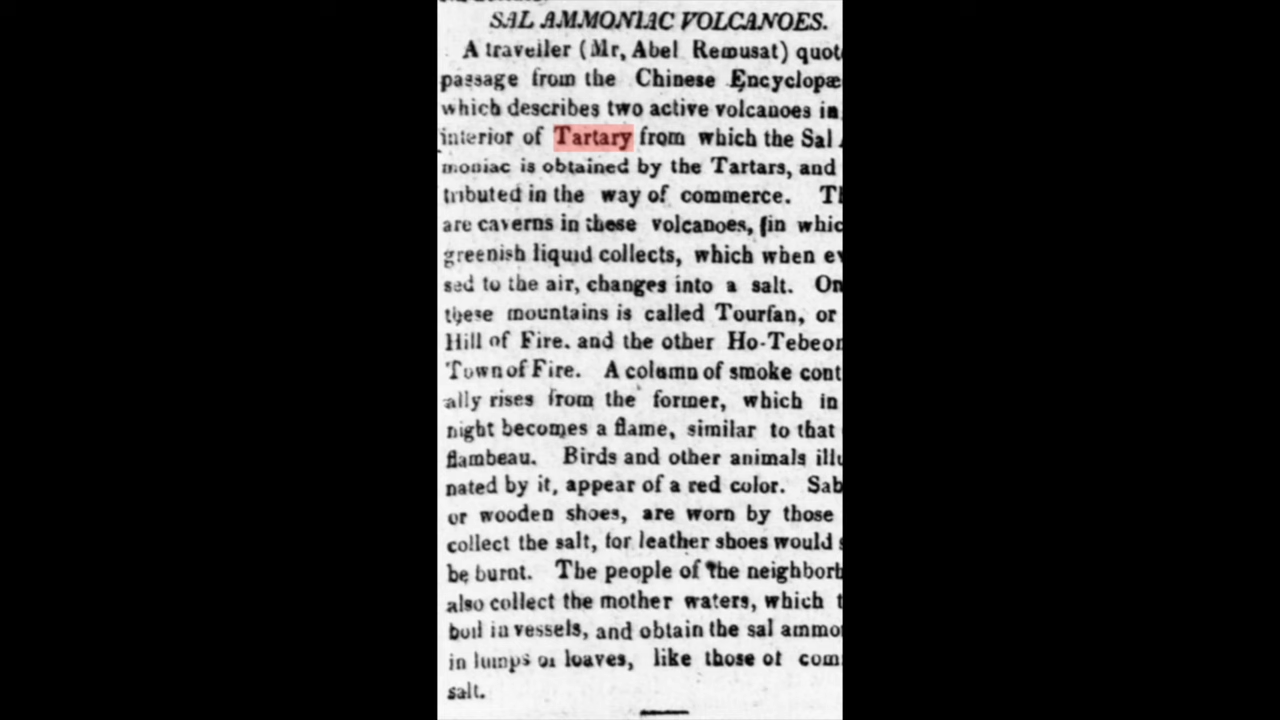 SAL AMMONIAC VOLCANOES.
A traveller (Mr, Abel Remusat) quot
passage from the Chinese Encyclopæ
which describes two active volcanoes in
interior of Tartary from which the Sal
moniac is obtained by the Tartars, and
tributed in the way of commerce. Th
are caverns in these volcanoes, (in whic
greenish liquid collects, which when ev
sed to the air, changes into a salt. On
these mountains is called Tourfan, or
Hill of Fire. and the other Ho-Tebeon
Town of Fire. A column of smoke cont
ally rises from the former, which in
night becomes a flame, similar to that
flambeau. Birds and other animals illu
nated by it, appear of a red color. Sab
or wooden shoes, are worn by those
collect the salt, for leather shoes would s
be burnt. The people of the neighborh
also collect the mother waters, which t
boil in vessels, and obtain the sal ammo
in lumps or loaves, like those of com
salt.